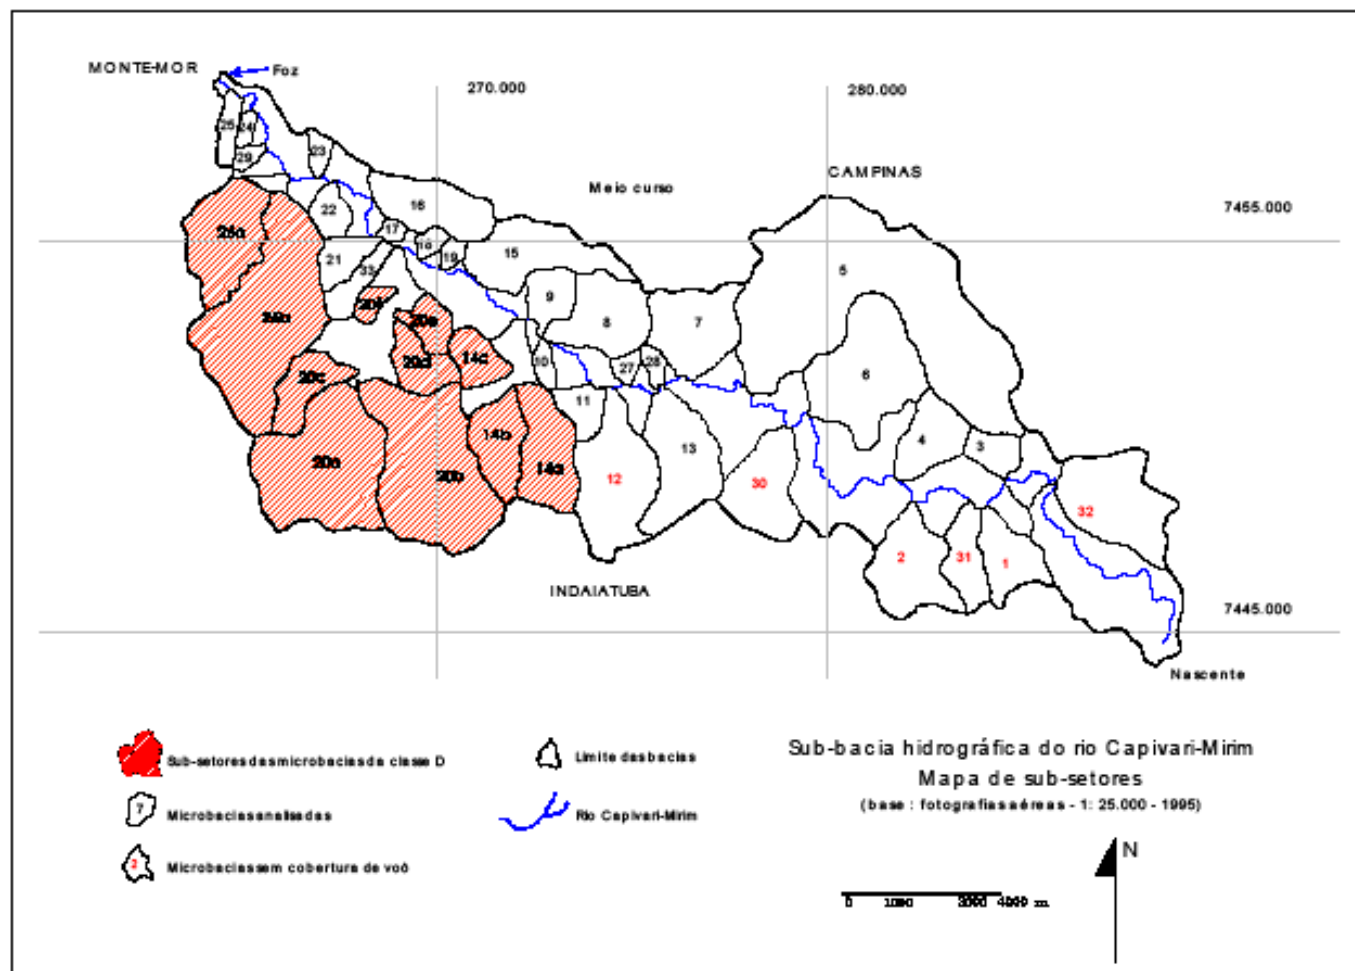 MONTE-MOR
Foz
270.000
280.000
25
24
29
23
Meio curso
CAMPINAS
7455.000
16
22
17
18
19
15
21
33
5
9
8
7
10
27
28
6
11
20c
20d
20e
14c
14b
14a
20a
20b
12
13
30
4
3
32
2
31
1
INDAIATUBA
7445.000
Nascente
Sub-setores das microbacias da classe D
7
Microbacias analisadas
2
Microbacias sem cobertura de voô
Limite das bacias
Rio Capivari-Mirim
Sub-bacia hidrográfica do rio Capivari-Mirim
Mapa de sub-setores
(base : fotografias aéreas - 1: 25.000 - 1995)
N
0 1000 3000 4000 m